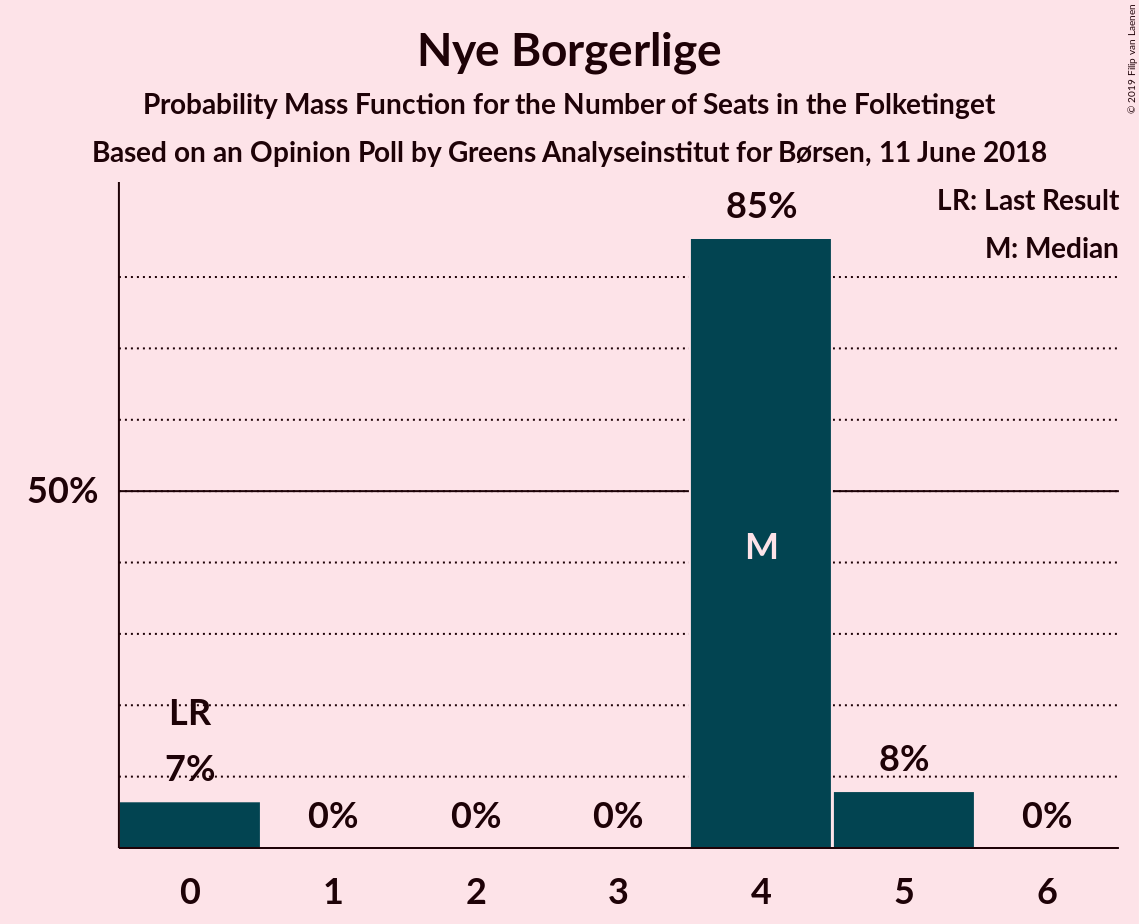 Nye Borgerlige
Probability Mass Function for the Number of Seats in the Folketinget
Based on an Opinion Poll by Greens Analyseinstitut for Børsen, 11 June 2018
© 2019 Filip van Laenen
LR: Last Result
M: Median
85%
50%
M
LR
7%
0%
0%
0%
8%
0%
0
1
2
3
4
5
6